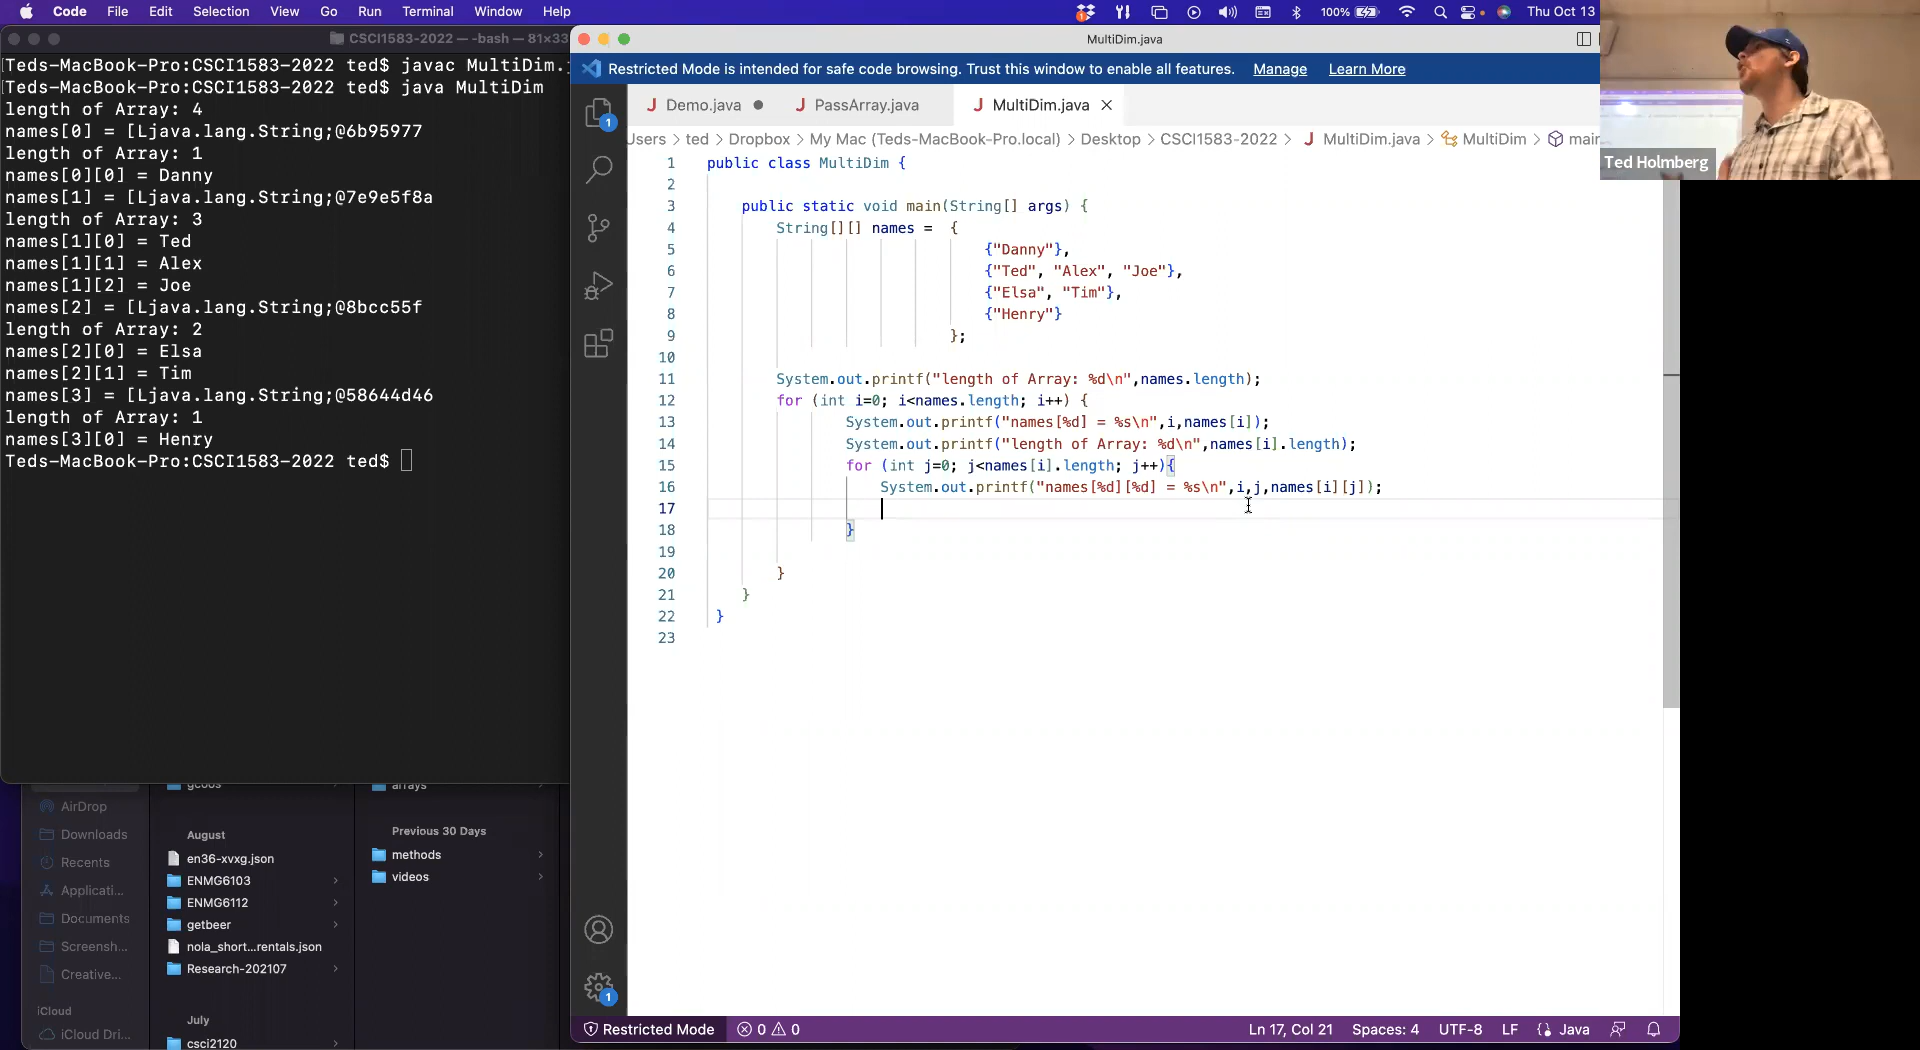 Code File Edit Selection View Go Run Terminal Window Help 100% Thu Oct 13
CSCI1583-2022 — -bash — 81×33
Teds-MacBook-Pro:CSCI1583-2022 ted$ javac MultiDim.
Teds-MacBook-Pro:CSCI1583-2022 ted$ java MultiDim
length of Array: 4
names[0] = [Ljava.lang.String;@6b95977
length of Array: 1
names[0][0] = Danny
names[1] = [Ljava.lang.String;@7e9e5f8a
length of Array: 3
names[1][0] = Ted
names[1][1] = Alex
names[1][2] = Joe
names[2] = [Ljava.lang.String;@8bcc55f
length of Array: 2
names[2][0] = Elsa
names[2][1] = Tim
names[3] = [Ljava.lang.String;@58644d46
length of Array: 1
names[3][0] = Henry
Teds-MacBook-Pro:CSCI1583-2022 ted$
AirDrop
Downloads
Recents
Applicati...
Documents
Screensh...
Creative...
iCloud
iCloud Dri...
gcoos
August
en36-xvxg.json
ENMG6103
ENMG6112
getbeer
nola_short...rentals.json
Research-202107
July
csci2120
arrays
Previous 30 Days
methods
videos
MultiDim.java
Restricted Mode is intended for safe code browsing. Trust this window to enable all features. Manage Learn More
Demo.java PassArray.java MultiDim.java
Users > ted > Dropbox > My Mac (Teds-MacBook-Pro.local) > Desktop > CSCI1583-2022 > MultiDim.java > MultiDim > main
1 public class MultiDim {
2
3 public static void main(String[] args) {
4 String[][] names = {
5 {"Danny"},
6 {"Ted", "Alex", "Joe"},
7 {"Elsa", "Tim"},
8 {"Henry"}
9 };
10
11 System.out.printf("length of Array: %d\n",names.length);
12 for (int i=0; i<names.length; i++) {
13 System.out.printf("names[%d] = %s\n",i,names[i]);
14 System.out.printf("length of Array: %d\n",names[i].length);
15 for (int j=0; j<names[i].length; j++){
16 System.out.printf("names[%d][%d] = %s\n",i,j,names[i][j]);
17
18 }
19
20 }
21 }
22 }
23
1
1
Restricted Mode 0 0 Ln 17, Col 21 Spaces: 4 UTF-8 LF Java
Ted Holmberg